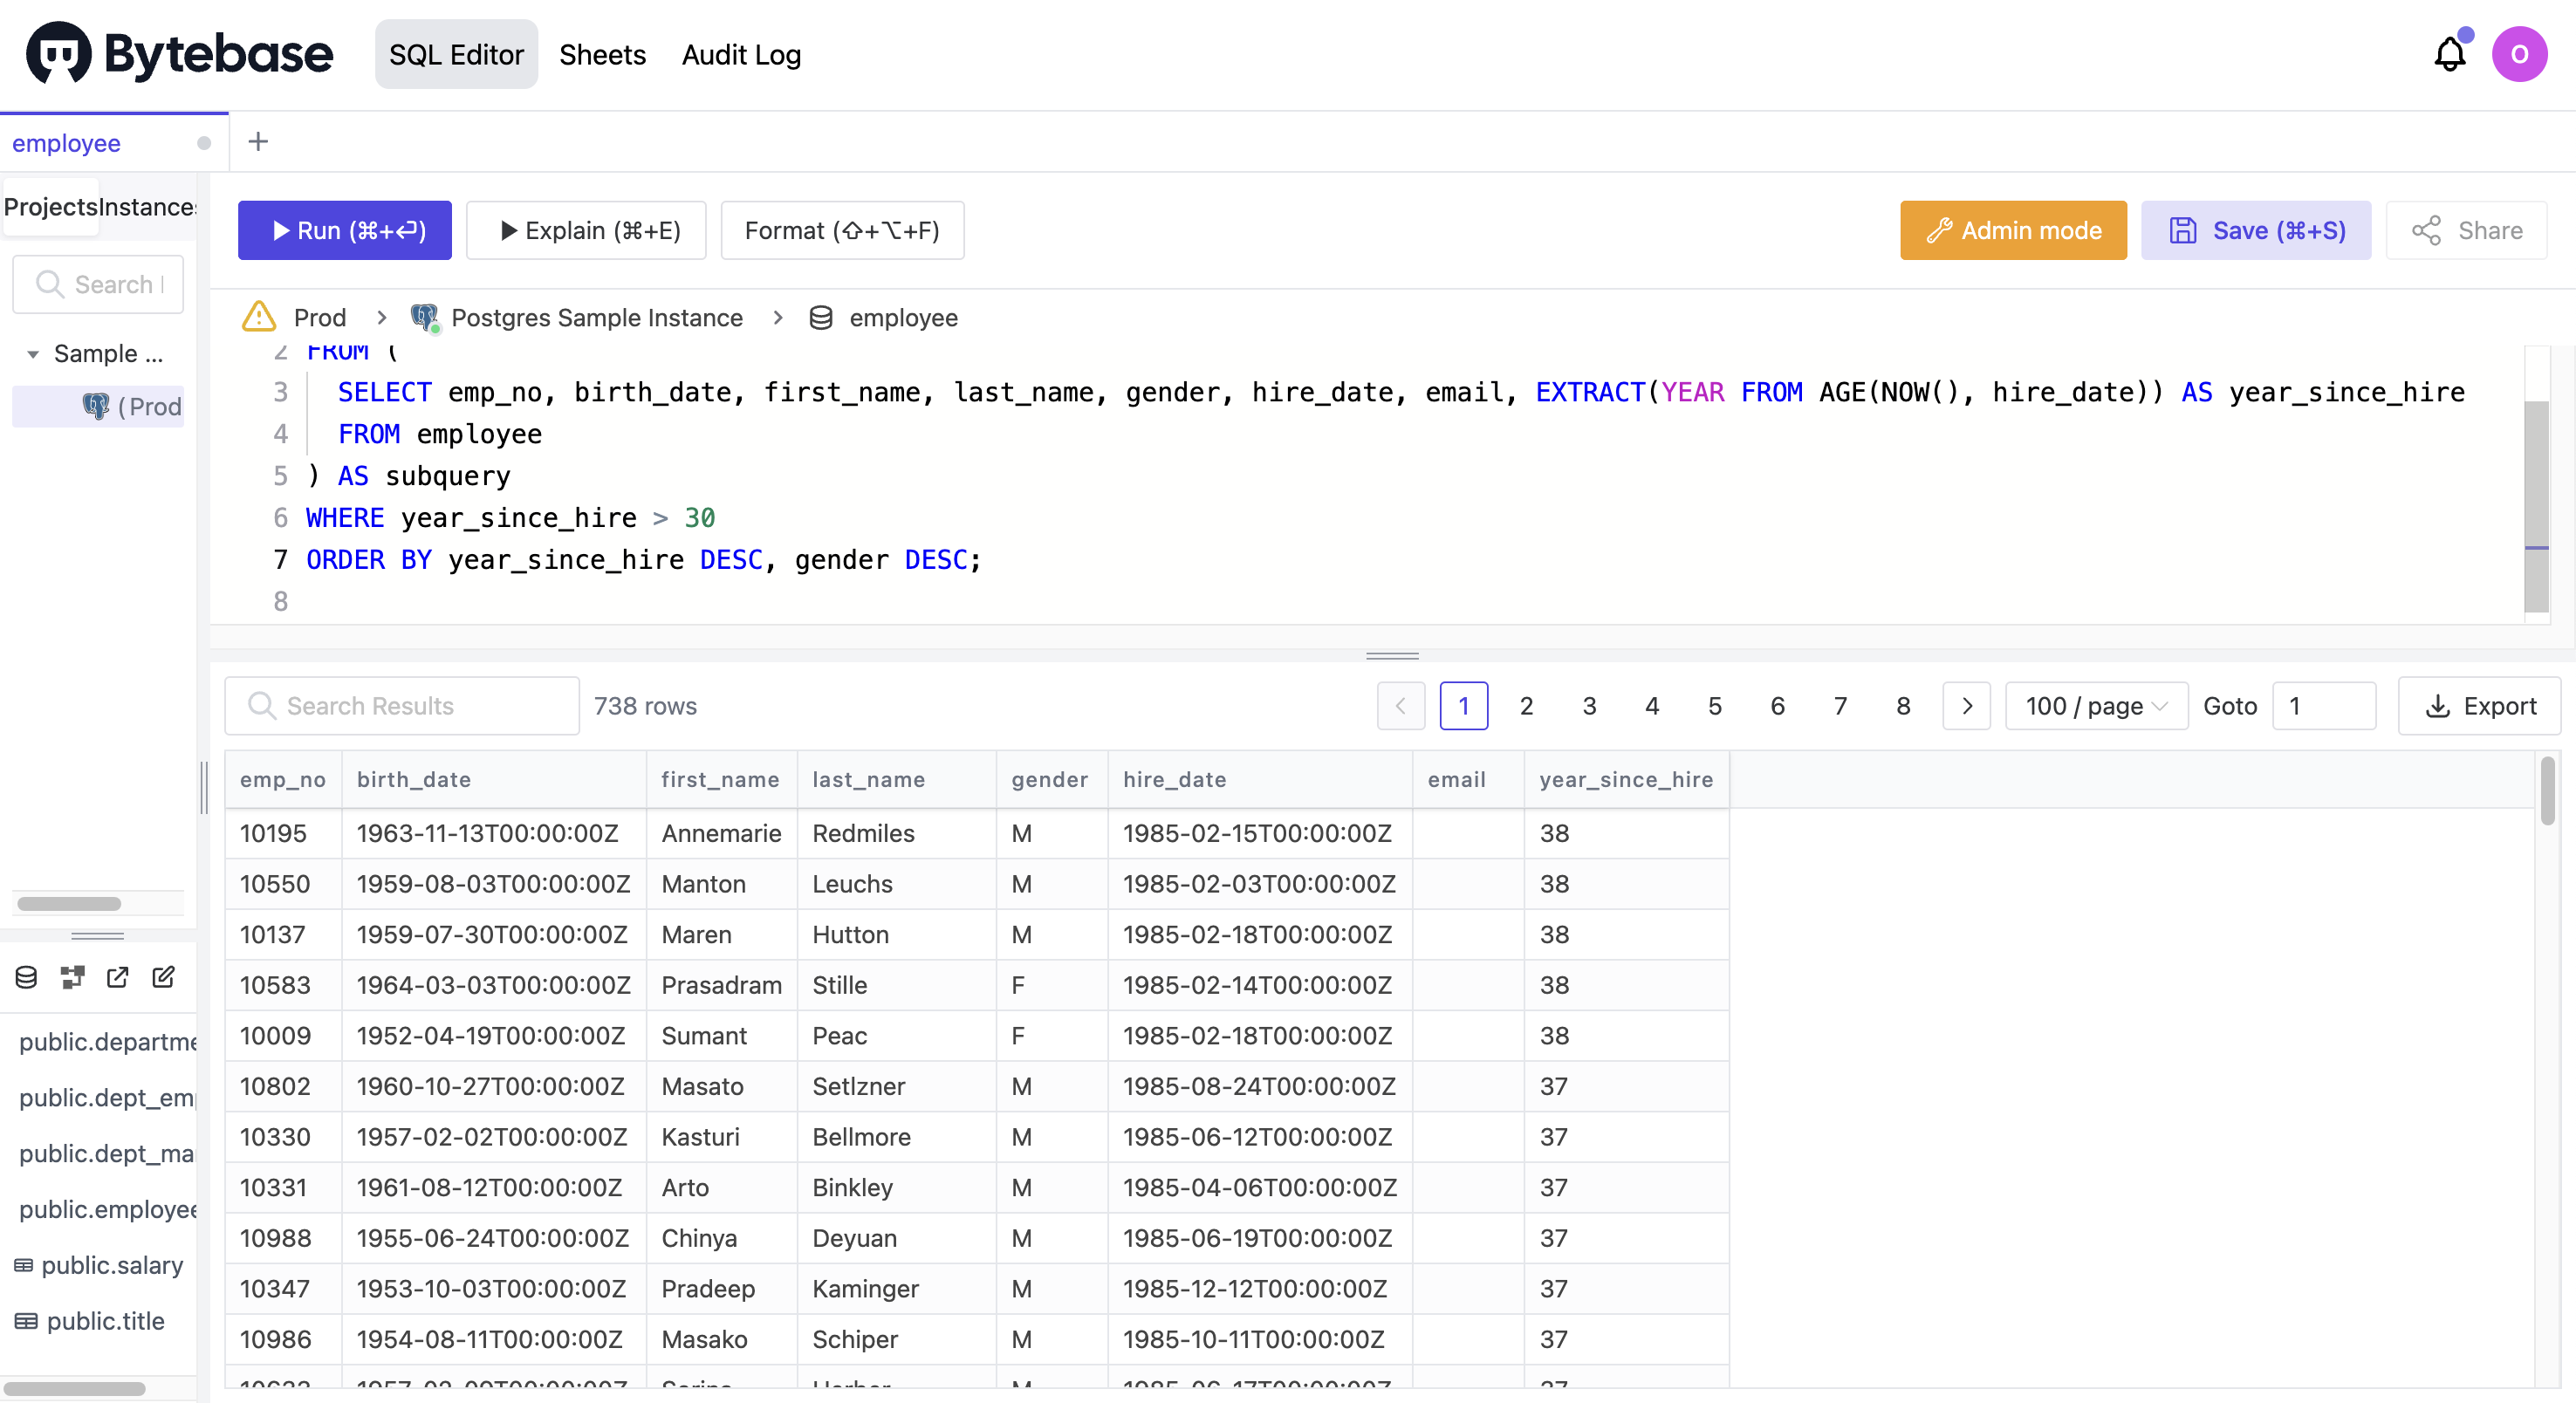 Bytebase SQL Editor Sheets Audit Log O
employee +
Projects Instances
Search
Sample ...
(Prod
Run (⌘+⏎) Explain (⌘+E) Format (⇧+⌥+F) Admin mode Save (⌘+S) Share
Prod > Postgres Sample Instance > employee
2 FROM (
3 SELECT emp_no, birth_date, first_name, last_name, gender, hire_date, email, EXTRACT(YEAR FROM AGE(NOW(), hire_date)) AS year_since_hire
4 FROM employee
5 ) AS subquery
6 WHERE year_since_hire > 30
7 ORDER BY year_since_hire DESC, gender DESC;
8
Search Results 738 rows < 1 2 3 4 5 6 7 8 > 100 / page Goto 1 Export
emp_no birth_date first_name last_name gender hire_date email year_since_hire
10195 1963-11-13T00:00:00Z Annemarie Redmiles M 1985-02-15T00:00:00Z 38
10550 1959-08-03T00:00:00Z Manton Leuchs M 1985-02-03T00:00:00Z 38
10137 1959-07-30T00:00:00Z Maren Hutton M 1985-02-18T00:00:00Z 38
10583 1964-03-03T00:00:00Z Prasadram Stille F 1985-02-14T00:00:00Z 38
10009 1952-04-19T00:00:00Z Sumant Peac F 1985-02-18T00:00:00Z 38
10802 1960-10-27T00:00:00Z Masato Setlzner M 1985-08-24T00:00:00Z 37
10330 1957-02-02T00:00:00Z Kasturi Bellmore M 1985-06-12T00:00:00Z 37
10331 1961-08-12T00:00:00Z Arto Binkley M 1985-04-06T00:00:00Z 37
10988 1955-06-24T00:00:00Z Chinya Deyuan M 1985-06-19T00:00:00Z 37
10347 1953-10-03T00:00:00Z Pradeep Kaminger M 1985-12-12T00:00:00Z 37
10986 1954-08-11T00:00:00Z Masako Schiper M 1985-10-11T00:00:00Z 37
public.departme
public.dept_emp
public.dept_ma
public.employee
public.salary
public.title